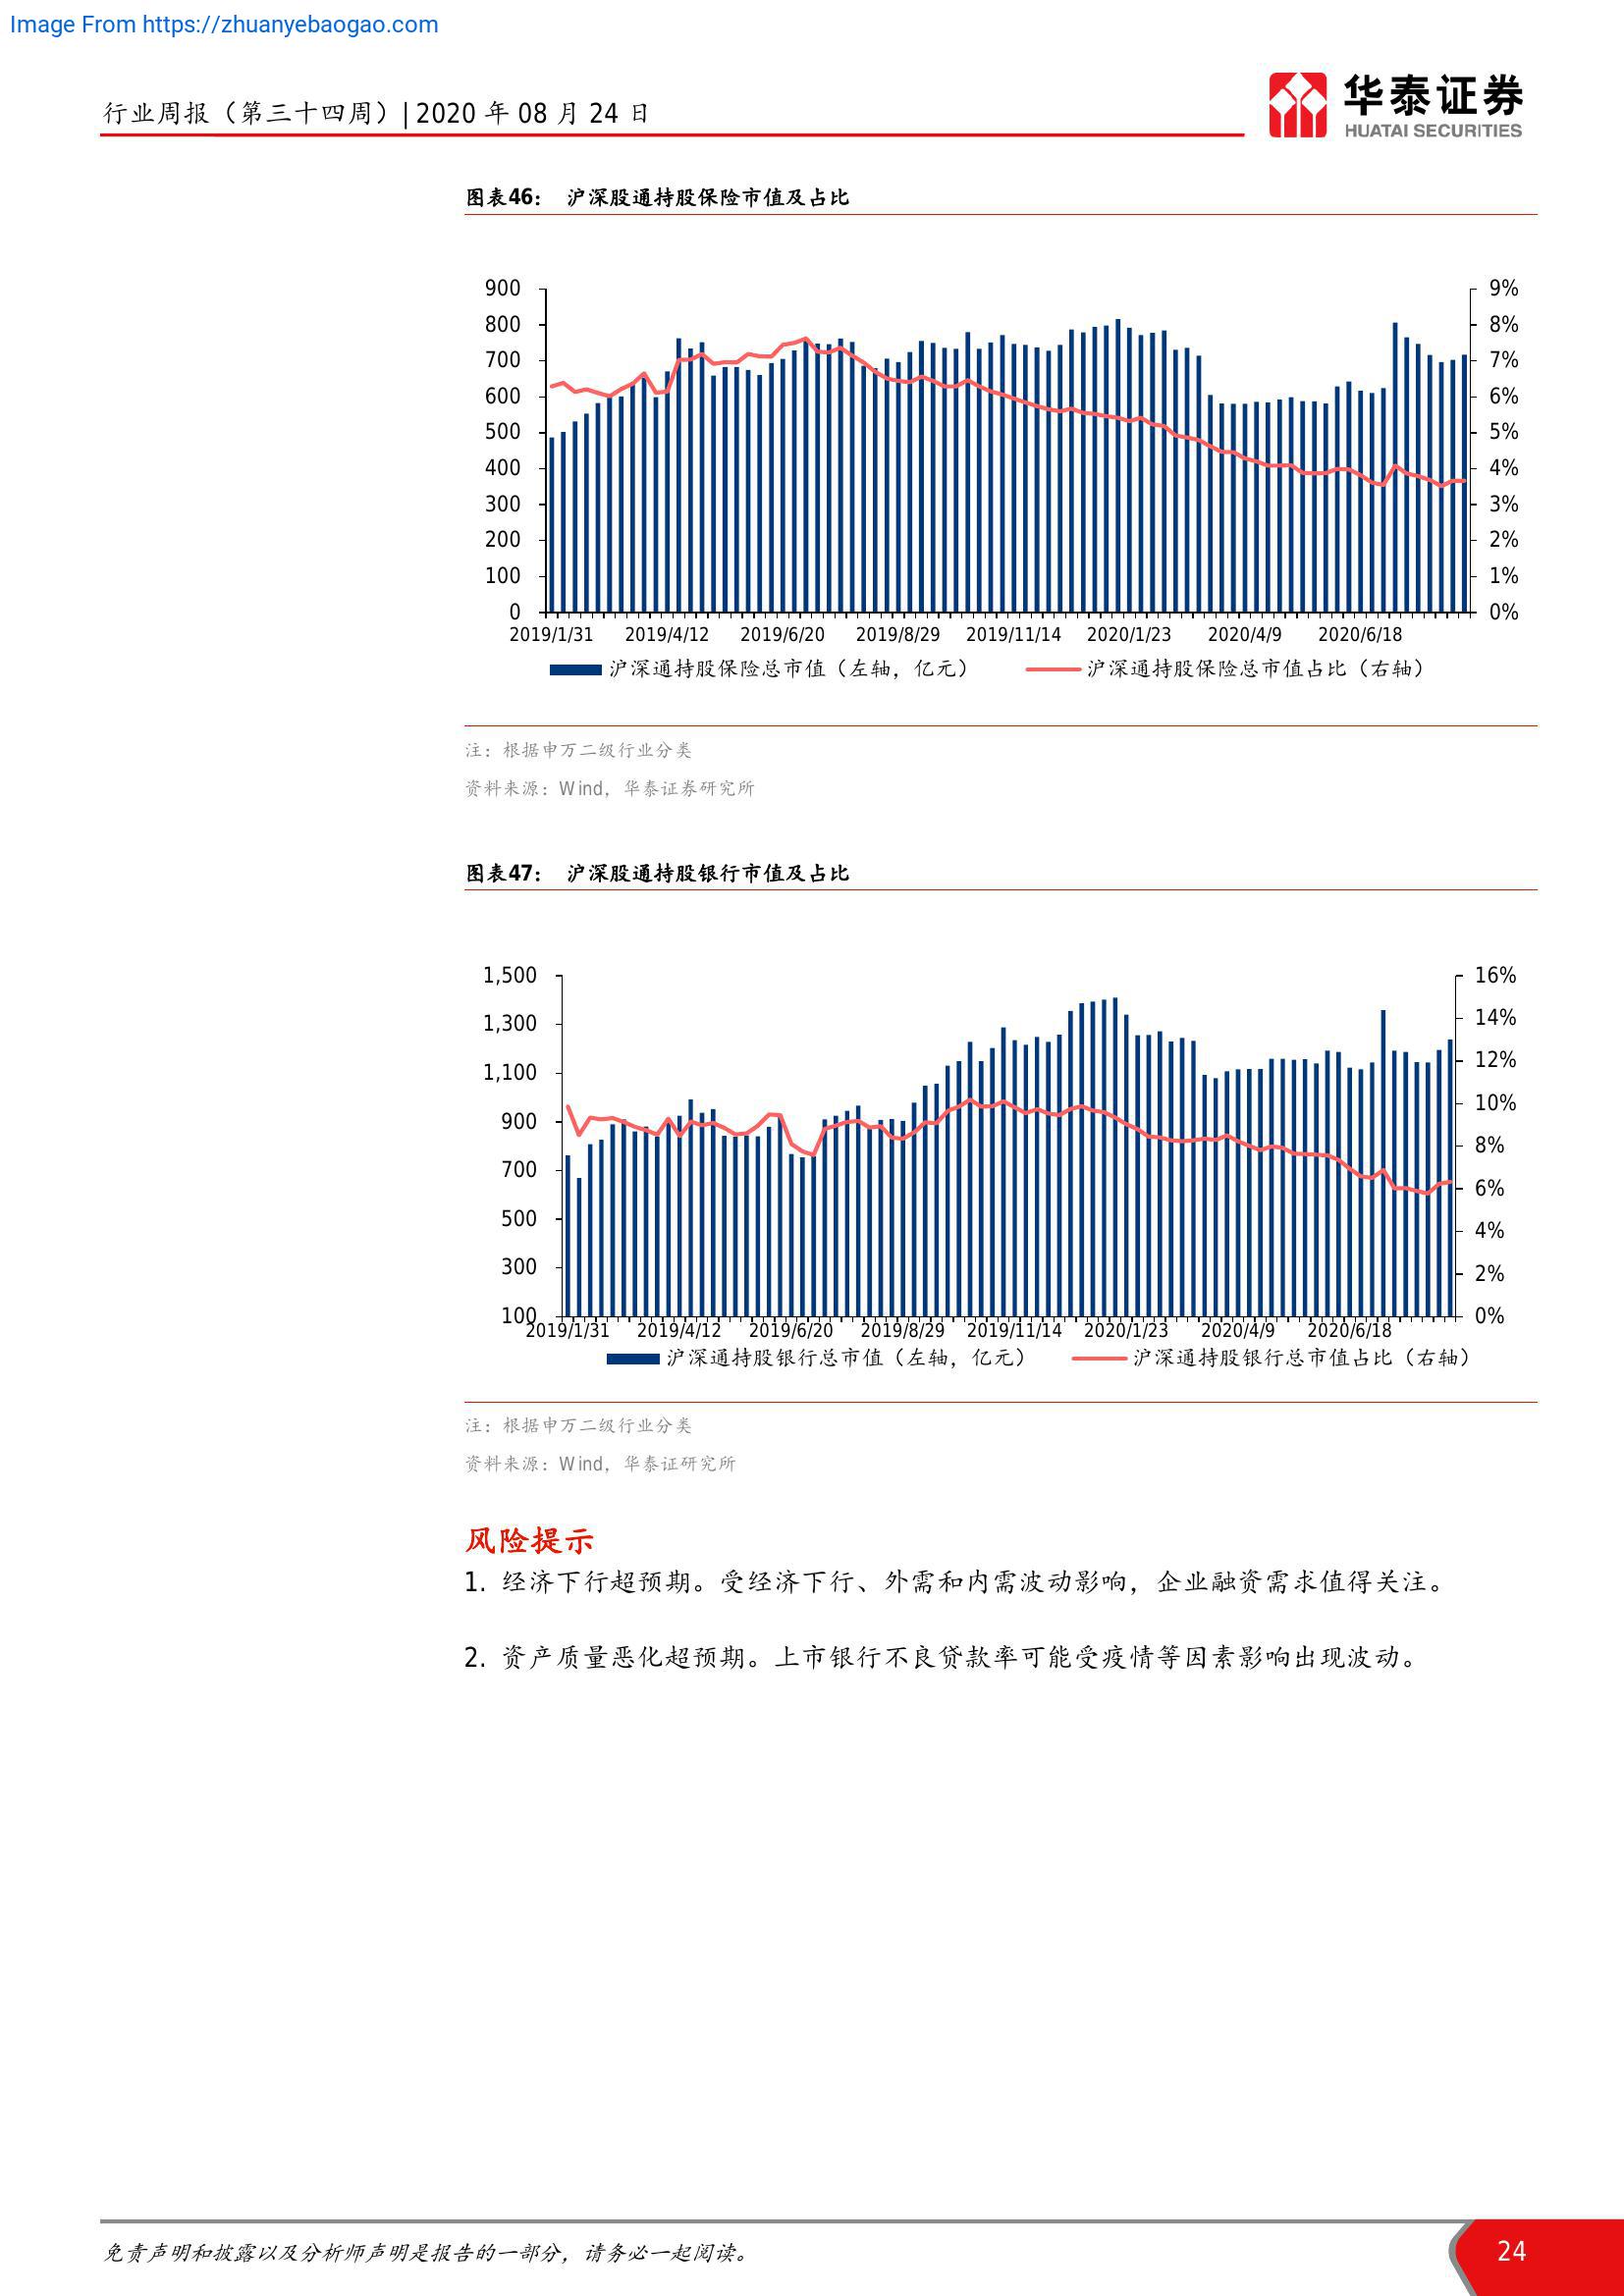 Image From https://zhuanyebaogao.com
行业周报（第三十四周）| 2020 年 08 月 24 日
华泰证券
HUATAI SECURITIES
图表46： 沪深股通持股保险市值及占比
900 9%
800 8%
700 7%
600 6%
500 5%
400 4%
300 3%
200 2%
100 1%
0 0%
2019/1/31 2019/4/12 2019/6/20 2019/8/29 2019/11/14 2020/1/23 2020/4/9 2020/6/18
沪深通持股保险总市值（左轴，亿元） 沪深通持股保险总市值占比（右轴）
注：根据申万二级行业分类
资料来源：Wind，华泰证券研究所
图表47： 沪深股通持股银行市值及占比
1,500 16%
1,300 14%
1,100 12%
900 10%
700 8%
500 6%
300 4%
100 2%
0%
2019/1/31 2019/4/12 2019/6/20 2019/8/29 2019/11/14 2020/1/23 2020/4/9 2020/6/18
沪深通持股银行总市值（左轴，亿元） 沪深通持股银行总市值占比（右轴）
注：根据申万二级行业分类
资料来源：Wind，华泰证研究所
风险提示
1. 经济下行超预期。受经济下行、外需和内需波动影响，企业融资需求值得关注。
2. 资产质量恶化超预期。上市银行不良贷款率可能受疫情等因素影响出现波动。
免责声明和披露以及分析师声明是报告的一部分，请务必一起阅读。
24